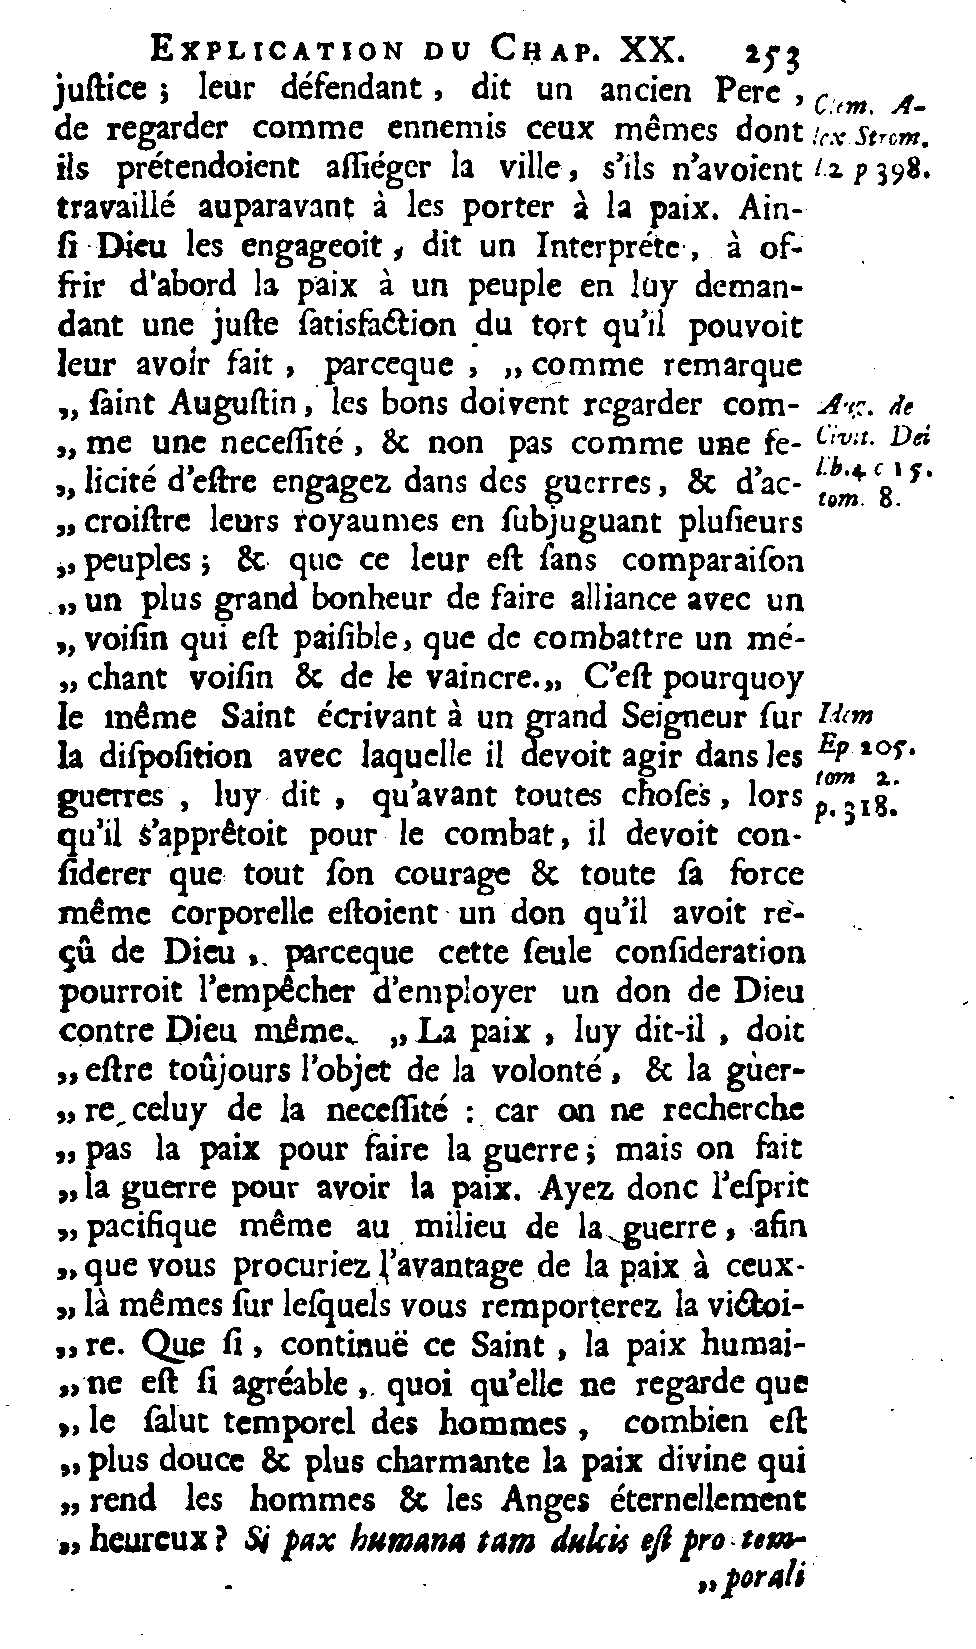 EXPLICATION DU CHAP. XX. 253
juſtice ; leur défendant , dit un ancien Pere ,
de regarder comme ennemis ceux mêmes dont
ils prétendoient aſſiéger la ville, s'ils n'avoient
travaillé auparavant à les porter à la paix. Ain-
ſi Dieu les engageoit , dit un Interpréte , à of-
frir d'abord la paix à un peuple en luy deman-
dant une juſte ſatisfaction du tort qu'il pouvoit
leur avoir fait , parceque , „ comme remarque
„ ſaint Auguſtin , les bons doivent regarder com-
„ me une neceſſité , & non pas comme une fe-
„ licité d'eſtre engagez dans des guerres, & d'ac-
„ croiſtre leurs royaumes en ſubjuguant pluſieurs
„ peuples ; & que ce leur eſt ſans comparaiſon
„ un plus grand bonheur de faire alliance avec un
„ voiſin qui eſt paiſible, que de combattre un mé-
„ chant voiſin & de le vaincre.„ C'eſt pourquoy
le même Saint écrivant à un grand Seigneur ſur
la diſpoſition avec laquelle il devoit agir dans les
guerres , luy dit , qu'avant toutes choſes , lors
qu'il s'apprêtoit pour le combat, il devoit con-
ſiderer que tout ſon courage & toute ſa force
même corporelle eſtoient un don qu'il avoit re-
çû de Dieu , parceque cette ſeule conſideration
pourroit l'empêcher d'employer un don de Dieu
contre Dieu même. „ La paix , luy dit-il , doit
„ eſtre toûjours l'objet de la volonté , & la guer-
„ re celuy de la neceſſité : car on ne recherche
„ pas la paix pour faire la guerre ; mais on fait
„ la guerre pour avoir la paix. Ayez donc l'eſprit
„ pacifique même au milieu de la guerre , afin
„ que vous procuriez l'avantage de la paix à ceux-
„ là mêmes ſur leſquels vous remporterez la victoi-
„ re. Que ſi , continuë ce Saint , la paix humai-
„ ne eſt ſi agréable , quoi qu'elle ne regarde que
„ le ſalut temporel des hommes , combien eſt
„ plus douce & plus charmante la paix divine qui
„ rend les hommes & les Anges éternellement
„ heureux ? Si pax humana tam dulcis eſt pro tem-
„ porali
Clem. A-
lex Strom.
l.2 p 398.
Aug. de
Civit. Dei
lib.4 c 15.
tom. 8.
Idem
Ep 205.
tom 2.
p. 318.